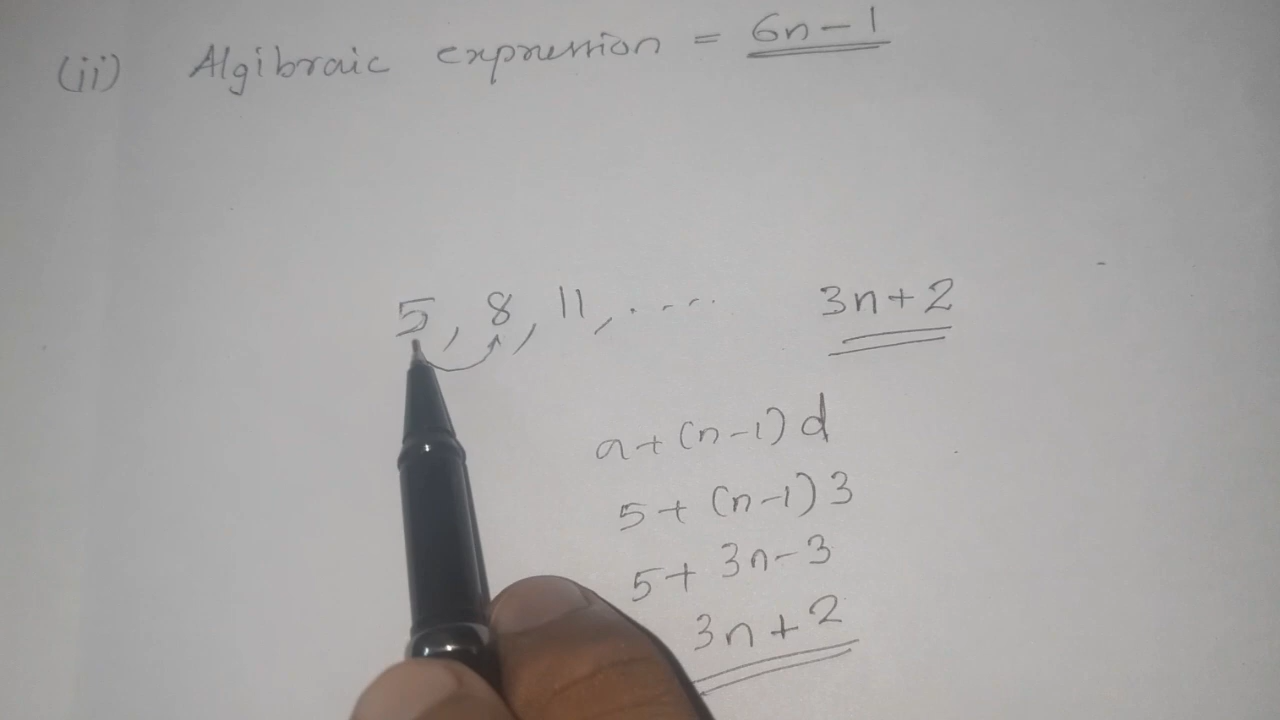 (ii) Algibraic expression = 6n-1
5, 8, 11, ..... 3n+2
a+(n-1)d
5+(n-1)3
5+3n-3
3n+2